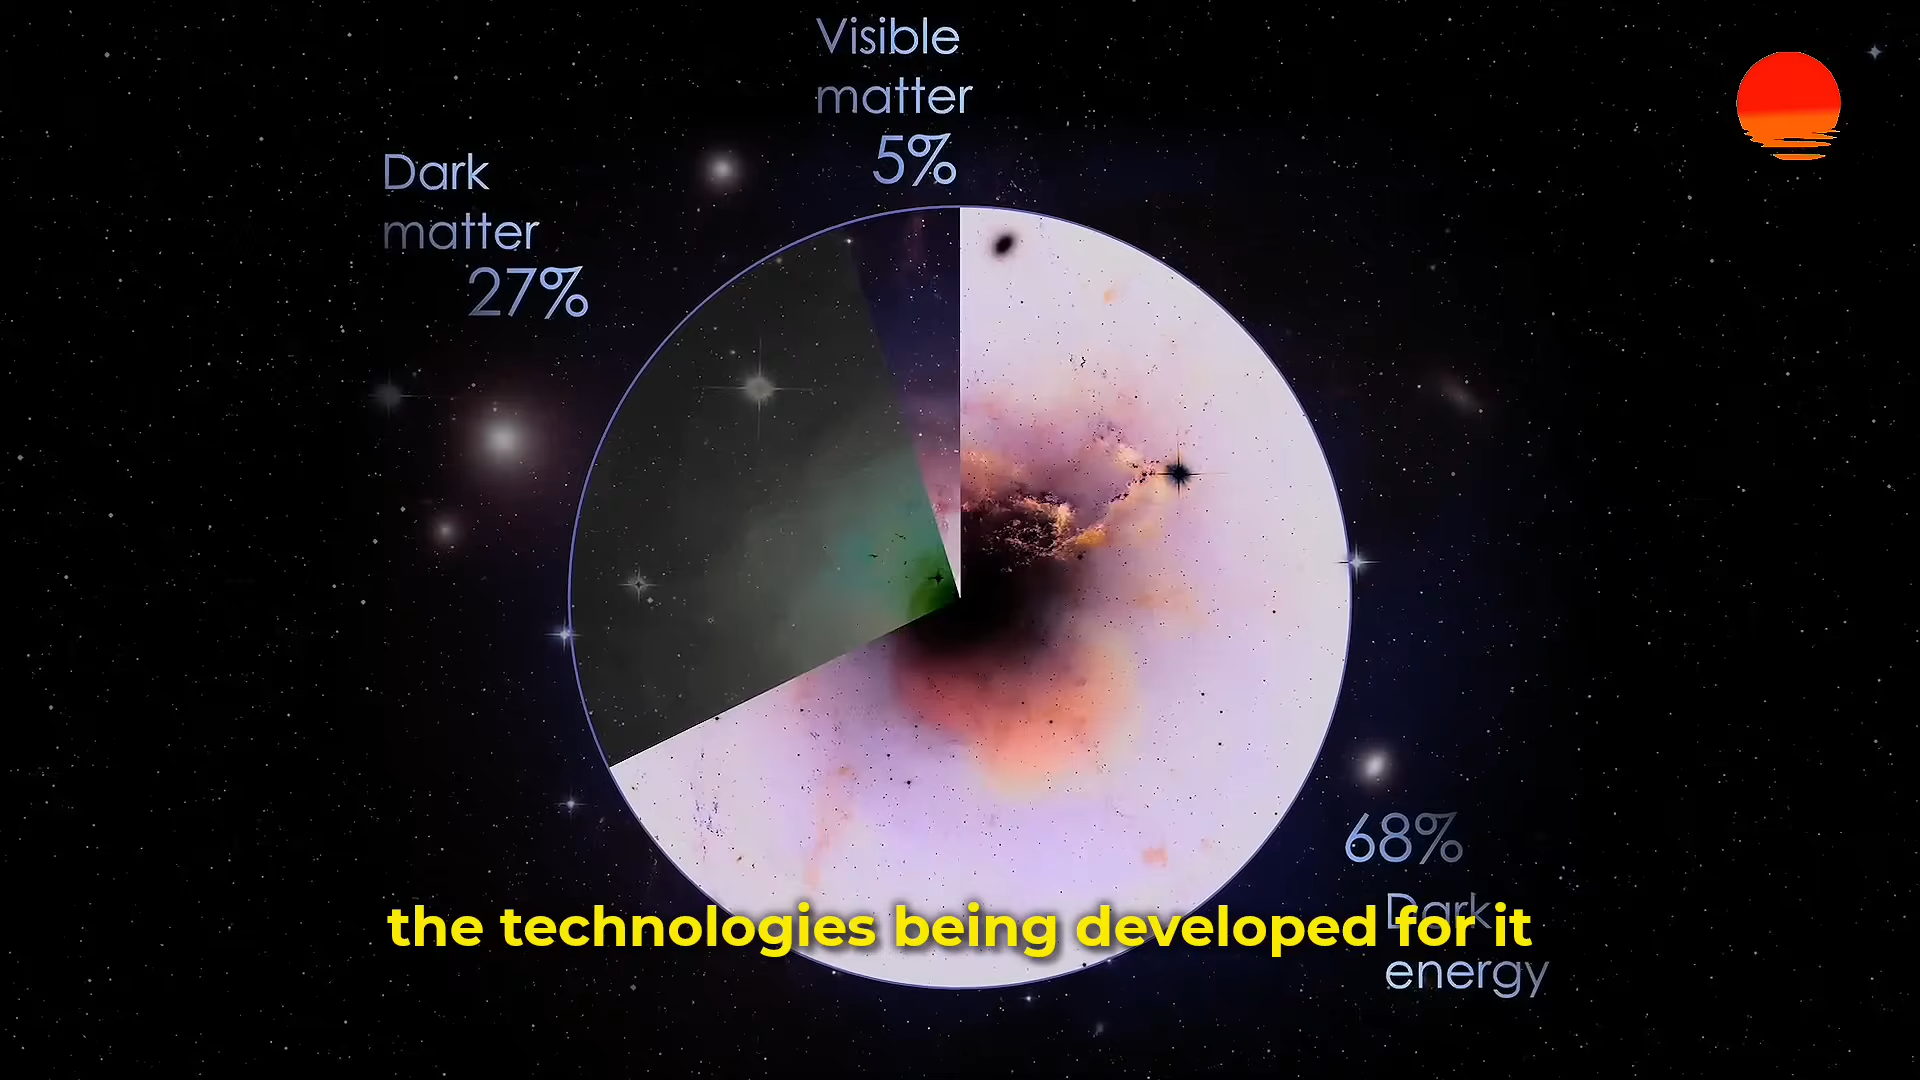 Visible
matter
5%
Dark
matter
27%
68%
Dark
energy
the technologies being developed for it